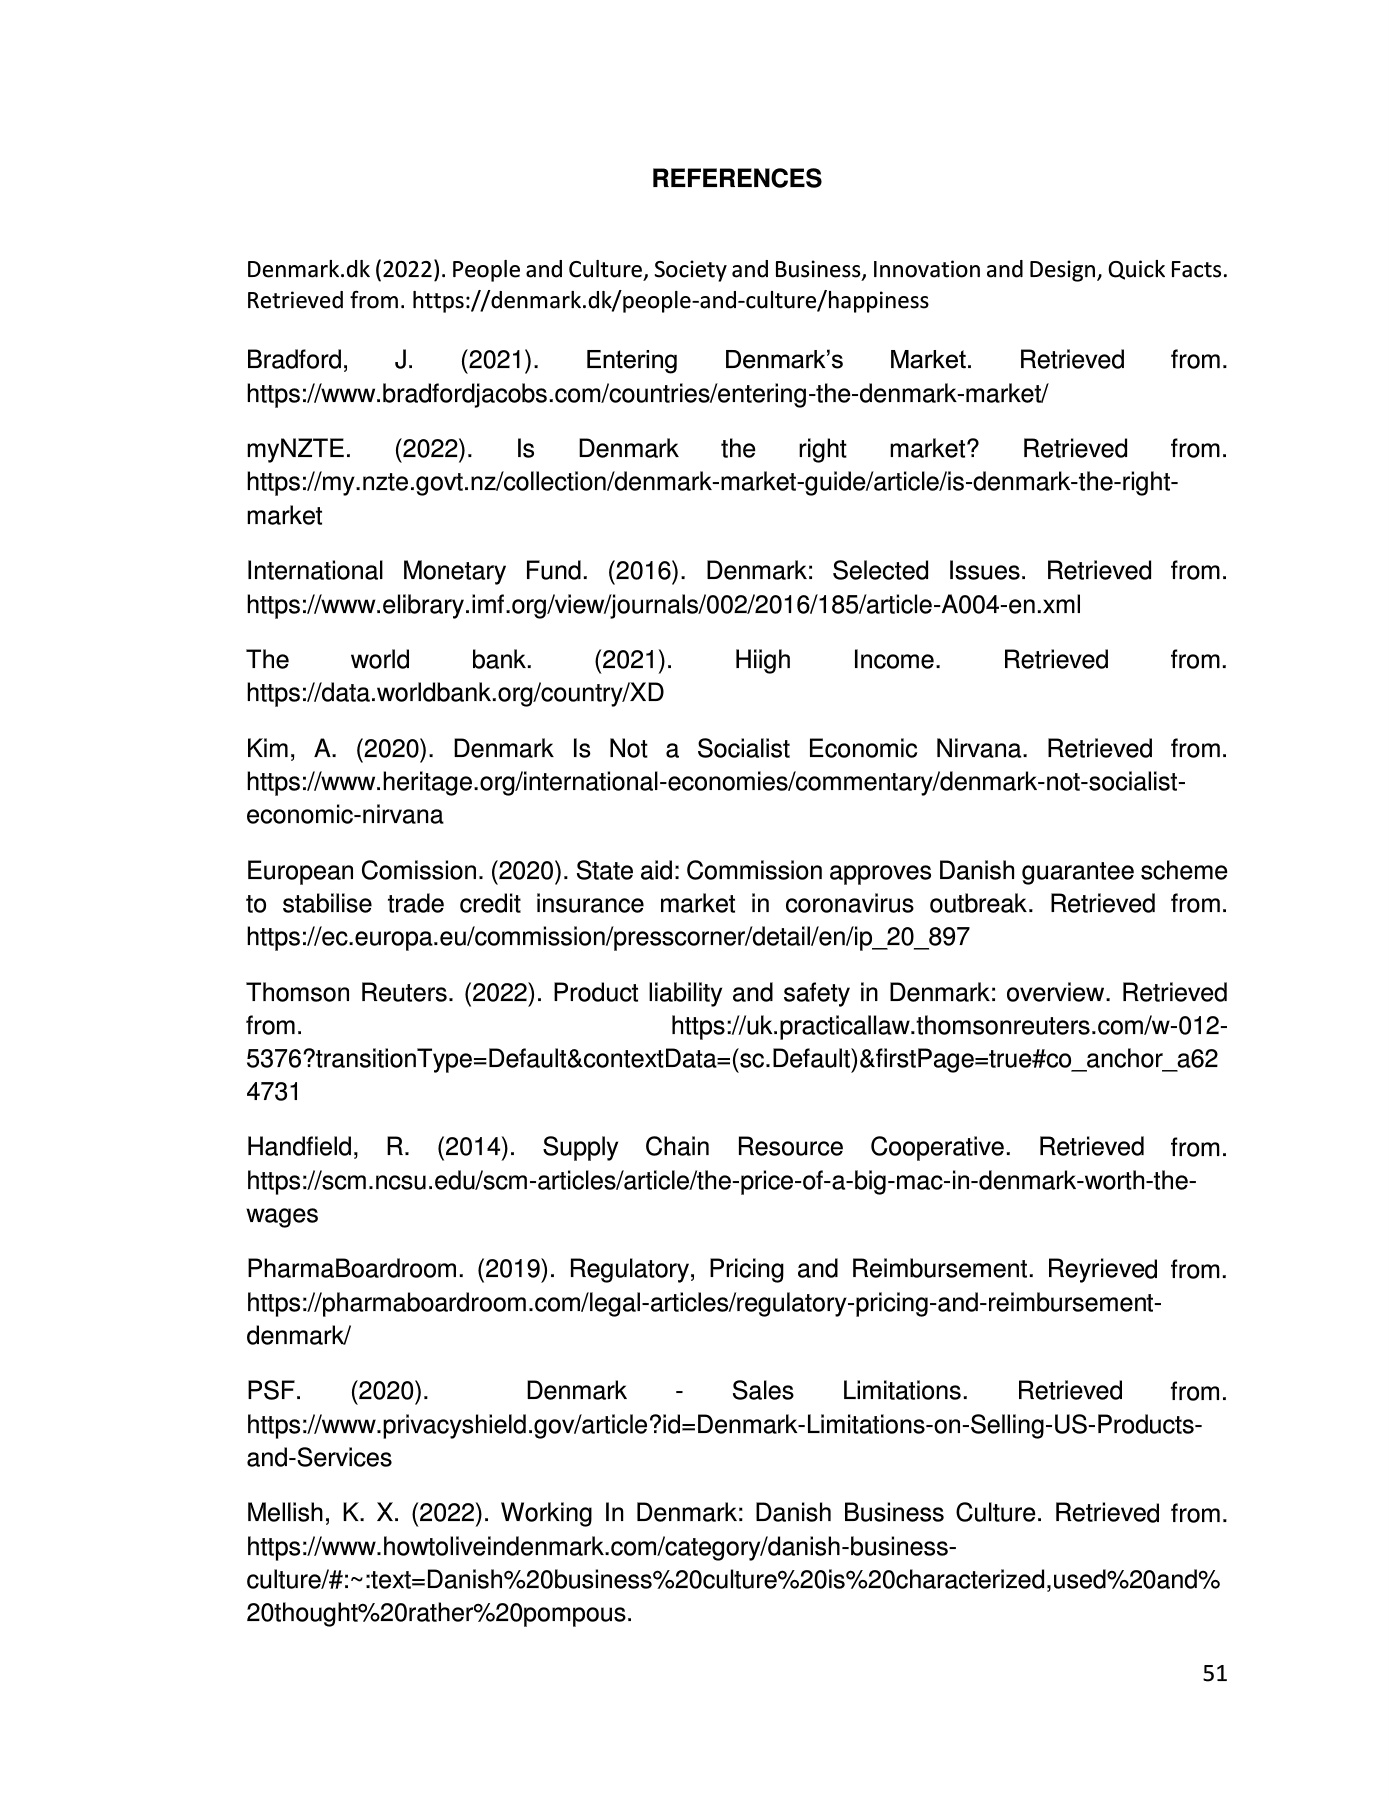 REFERENCES
Denmark.dk (2022). People and Culture, Society and Business, Innovation and Design, Quick Facts.
Retrieved from. https://denmark.dk/people-and-culture/happiness
Bradford, J. (2021). Entering Denmark’s Market. Retrieved from.
https://www.bradfordjacobs.com/countries/entering-the-denmark-market/
myNZTE. (2022). Is Denmark the right market? Retrieved from.
https://my.nzte.govt.nz/collection/denmark-market-guide/article/is-denmark-the-right-
market
International Monetary Fund. (2016). Denmark: Selected Issues. Retrieved from.
https://www.elibrary.imf.org/view/journals/002/2016/185/article-A004-en.xml
The world bank. (2021). Hiigh Income. Retrieved from.
https://data.worldbank.org/country/XD
Kim, A. (2020). Denmark Is Not a Socialist Economic Nirvana. Retrieved from.
https://www.heritage.org/international-economies/commentary/denmark-not-socialist-
economic-nirvana
European Comission. (2020). State aid: Commission approves Danish guarantee scheme
to stabilise trade credit insurance market in coronavirus outbreak. Retrieved from.
https://ec.europa.eu/commission/presscorner/detail/en/ip_20_897
Thomson Reuters. (2022). Product liability and safety in Denmark: overview. Retrieved
from. https://uk.practicallaw.thomsonreuters.com/w-012-
5376?transitionType=Default&contextData=(sc.Default)&firstPage=true#co_anchor_a62
4731
Handfield, R. (2014). Supply Chain Resource Cooperative. Retrieved from.
https://scm.ncsu.edu/scm-articles/article/the-price-of-a-big-mac-in-denmark-worth-the-
wages
PharmaBoardroom. (2019). Regulatory, Pricing and Reimbursement. Reyrieved from.
https://pharmaboardroom.com/legal-articles/regulatory-pricing-and-reimbursement-
denmark/
PSF. (2020). Denmark - Sales Limitations. Retrieved from.
https://www.privacyshield.gov/article?id=Denmark-Limitations-on-Selling-US-Products-
and-Services
Mellish, K. X. (2022). Working In Denmark: Danish Business Culture. Retrieved from.
https://www.howtoliveindenmark.com/category/danish-business-
culture/#:~:text=Danish%20business%20culture%20is%20characterized,used%20and%
20thought%20rather%20pompous.
51